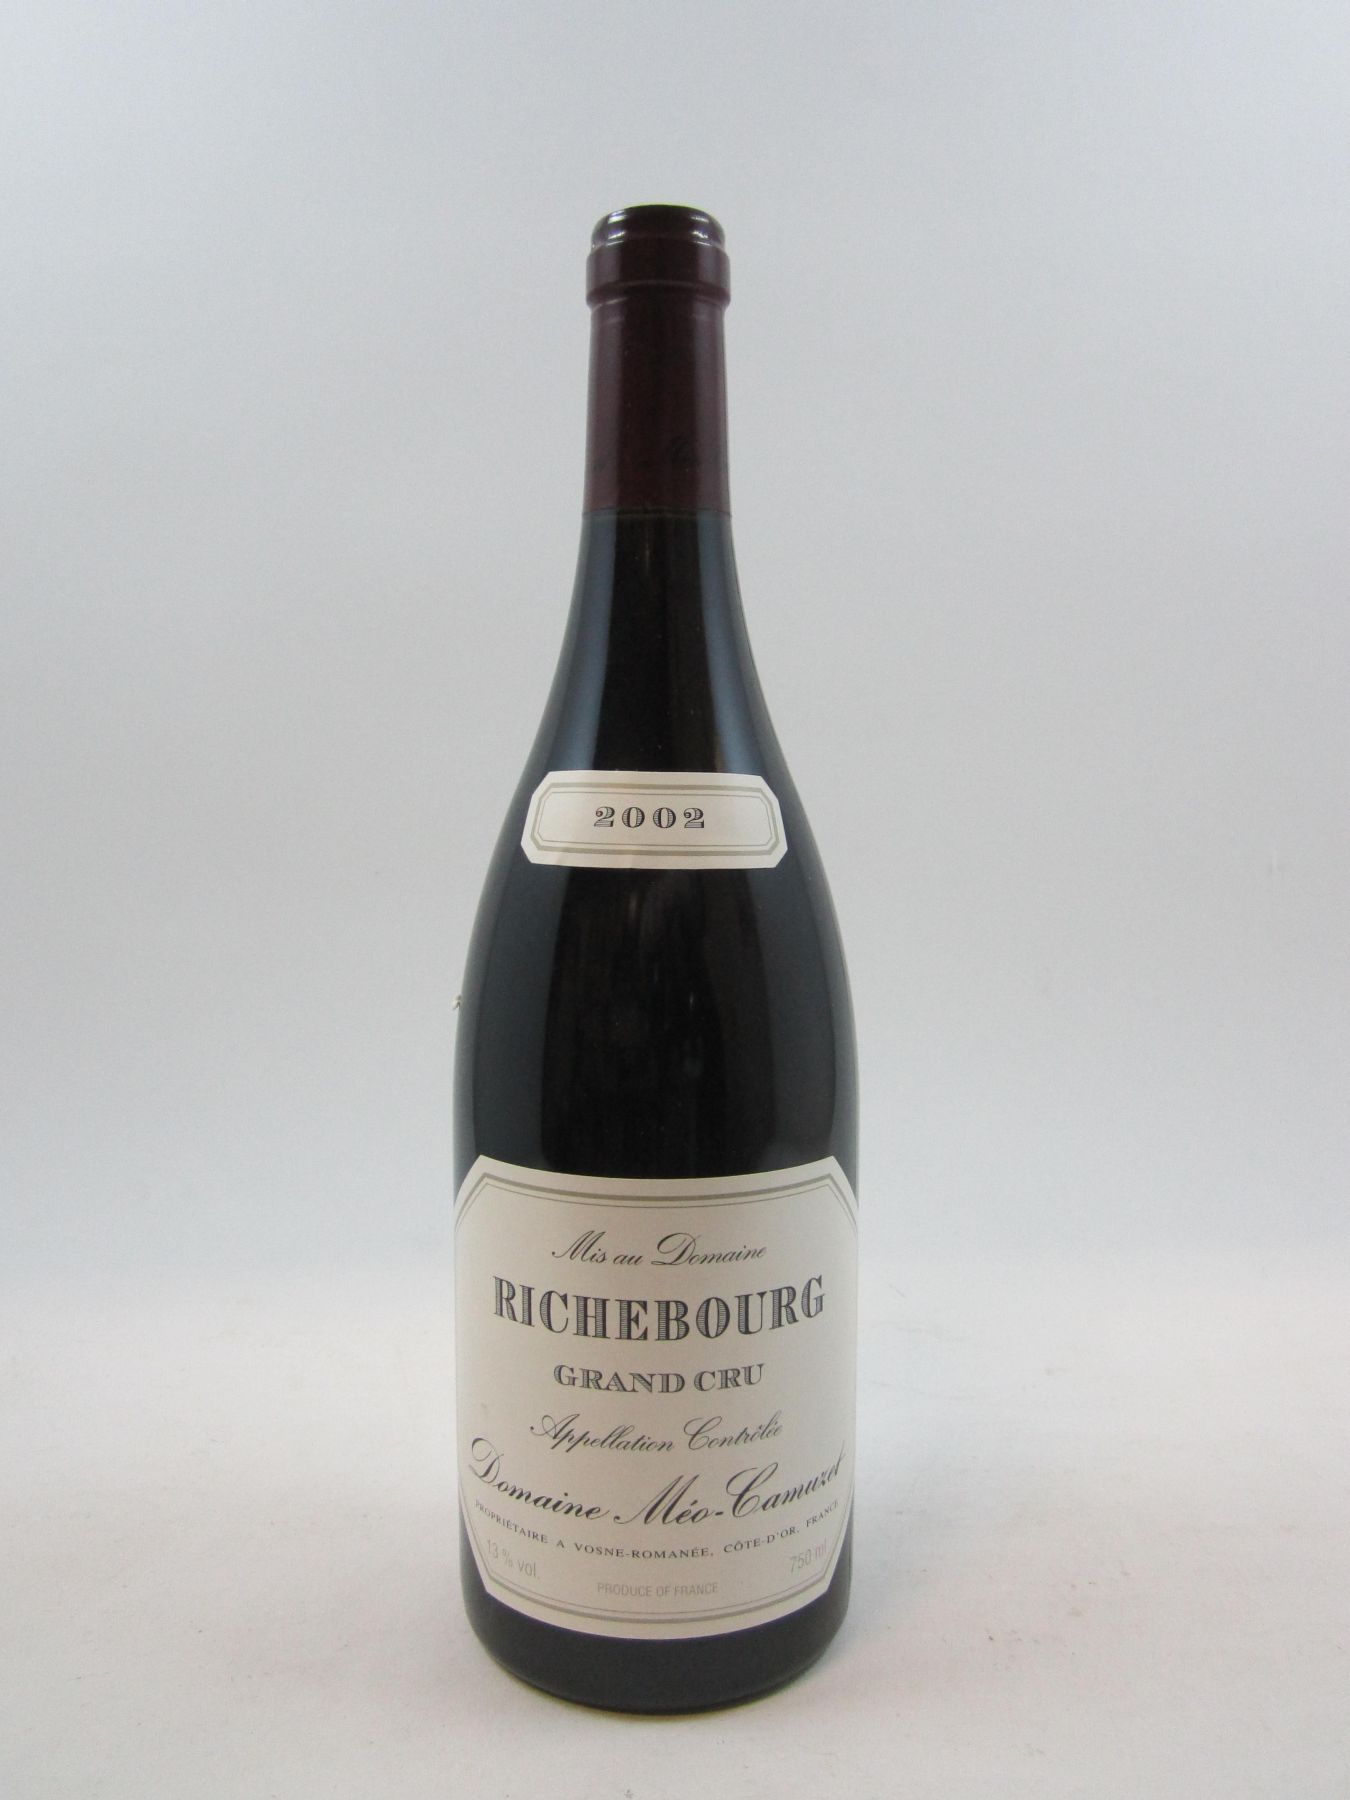 2002
Mis au Domaine
RICHEBOURG
GRAND CRU
Appellation Contrôlée
Domaine Méo-Camuzet
PROPRIÉTAIRE A VOSNE-ROMANÉE, CÔTE-D'OR, FRANCE
13 % vol. 750 ml
PRODUCE OF FRANCE